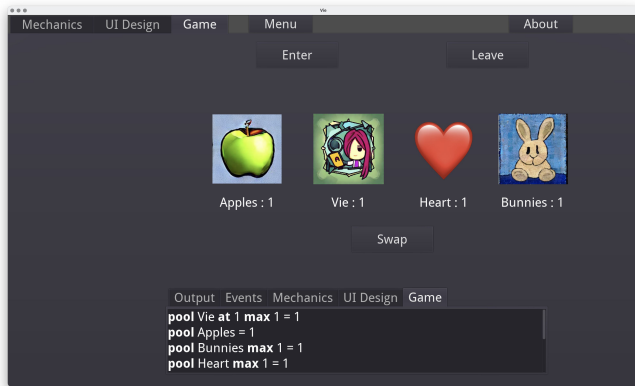 Vie
Mechanics UI Design Game Menu About
Enter Leave
Apples : 1 Vie : 1 Heart : 1 Bunnies : 1
Swap
Output Events Mechanics UI Design Game
pool Vie at 1 max 1 = 1
pool Apples = 1
pool Bunnies max 1 = 1
pool Heart max 1 = 1